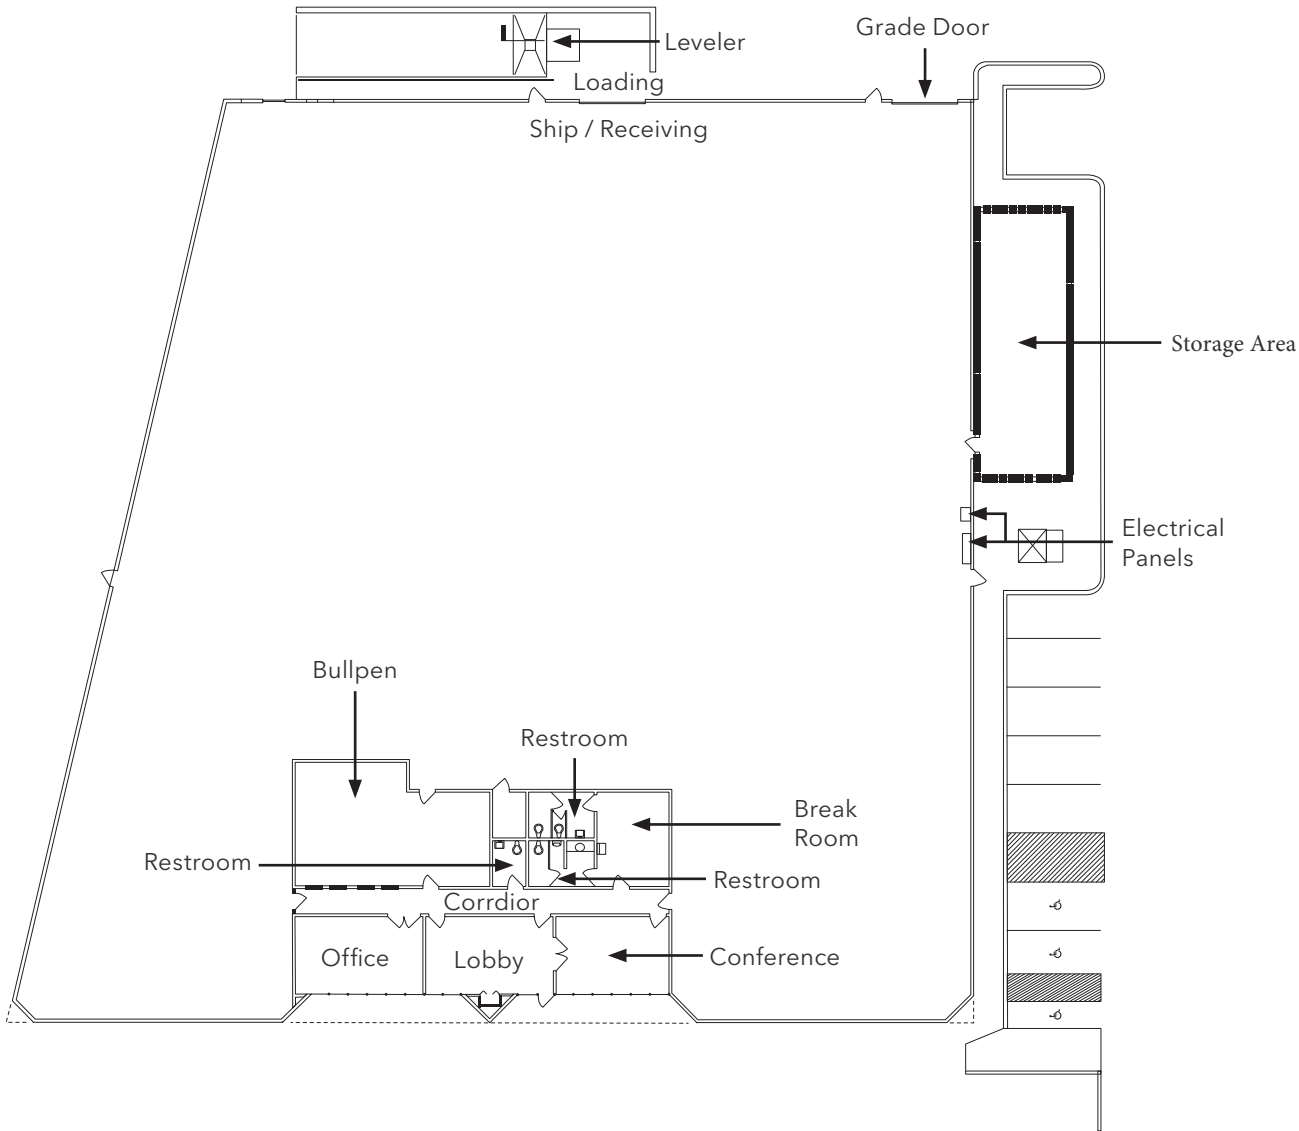 Grade Door
Leveler
Loading
Ship / Receiving
Storage Area
Electrical
Panels
Bullpen
Restroom
Break
Room
Restroom
Restroom
Corrdior
Office
Lobby
Conference